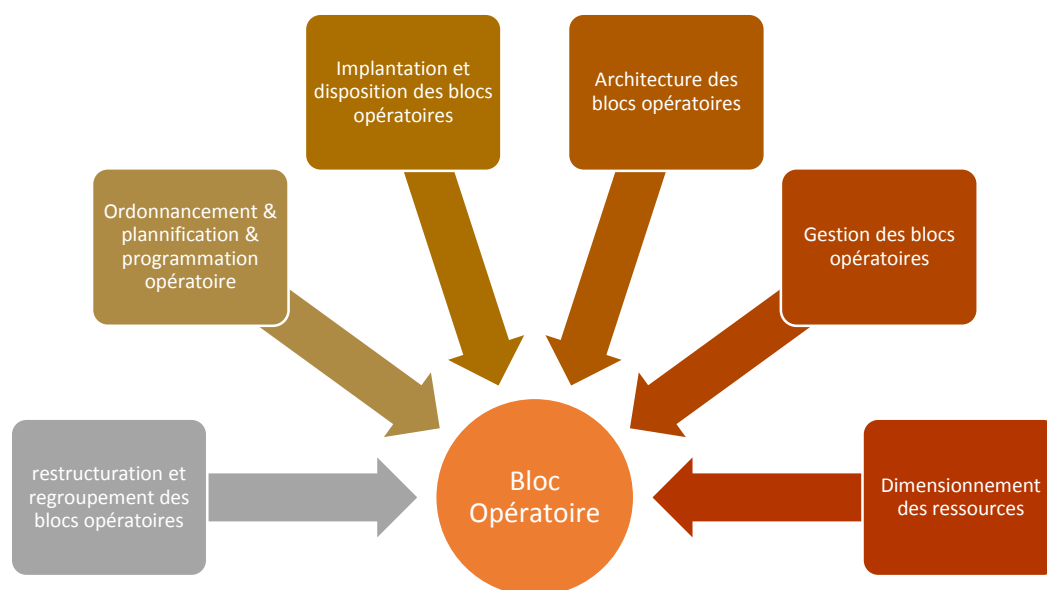 Implantation et
disposition des blocs
opératoires
Architecture des
blocs opératoires
Ordonnancement &
plannification &
programmation
opératoire
Gestion des blocs
opératoires
restructuration et
regroupement des
blocs opératoires
Bloc
Opératoire
Dimensionnement
des ressources